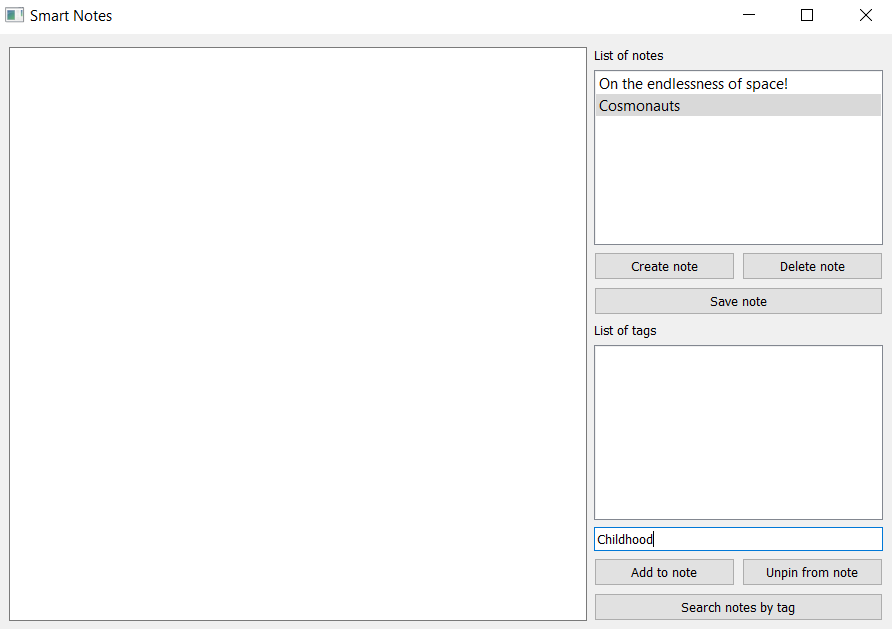 Smart Notes
List of notes
On the endlessness of space!
Cosmonauts
Create note
Delete note
Save note
List of tags
Childhood
Add to note
Unpin from note
Search notes by tag